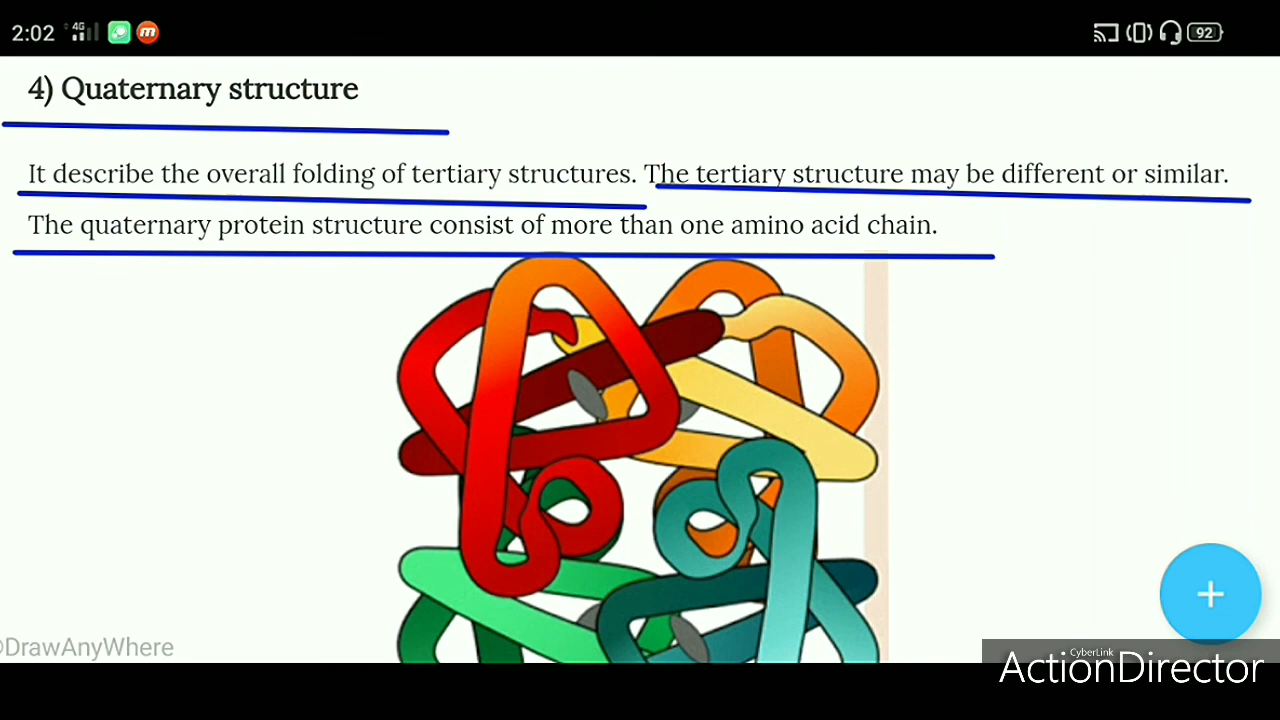 2:02 4G m 92
4) Quaternary structure
It describe the overall folding of tertiary structures. The tertiary structure may be different or similar.
The quaternary protein structure consist of more than one amino acid chain.
+
DrawAnyWhere
CyberLink
ActionDirector